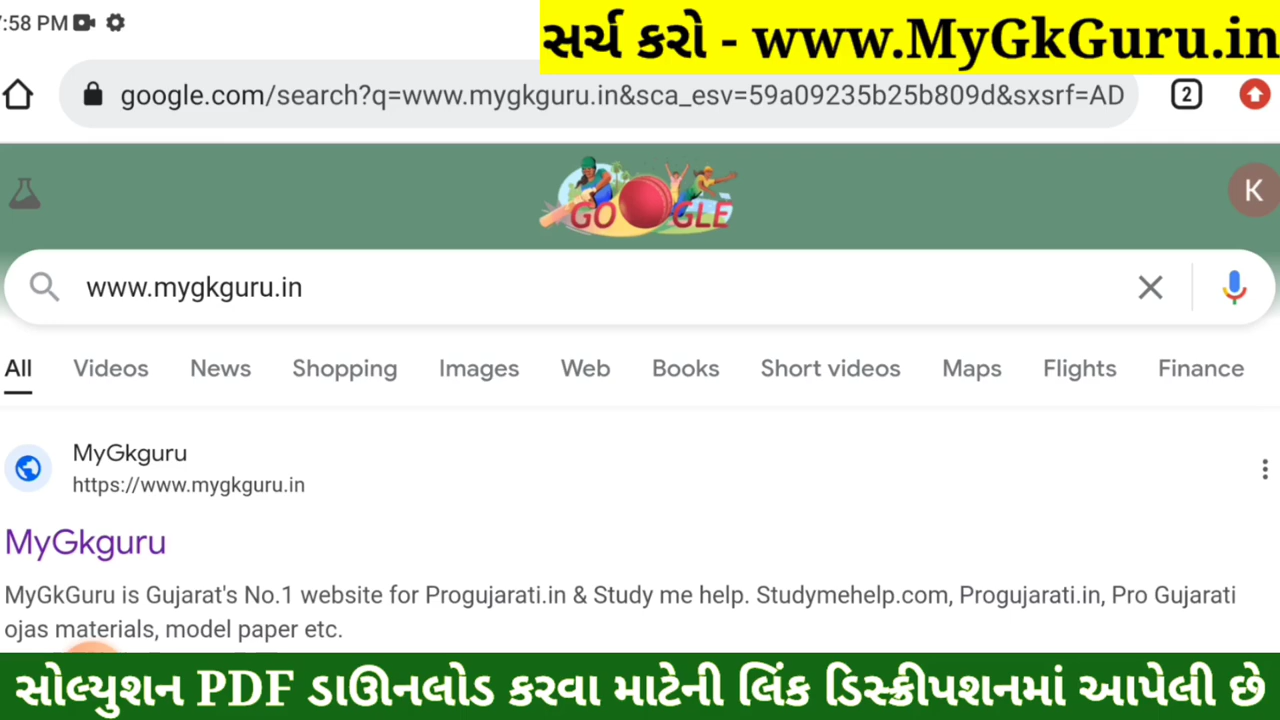 :58 PM
સર્ચ કરો - www.MyGkGuru.in
google.com/search?q=www.mygkguru.in&sca_esv=59a09235b25b809d&sxsrf=AD
2
GOOGLE
K
www.mygkguru.in
All Videos News Shopping Images Web Books Short videos Maps Flights Finance
MyGkguru
https://www.mygkguru.in
MyGkguru
MyGkGuru is Gujarat's No.1 website for Progujarati.in & Study me help. Studymehelp.com, Progujarati.in, Pro Gujarati
ojas materials, model paper etc.
સોલ્યુશન PDF ડાઊનલોડ કરવા માટેની લિંક ડિસ્ક્રીપશનમાં આપેલી છે